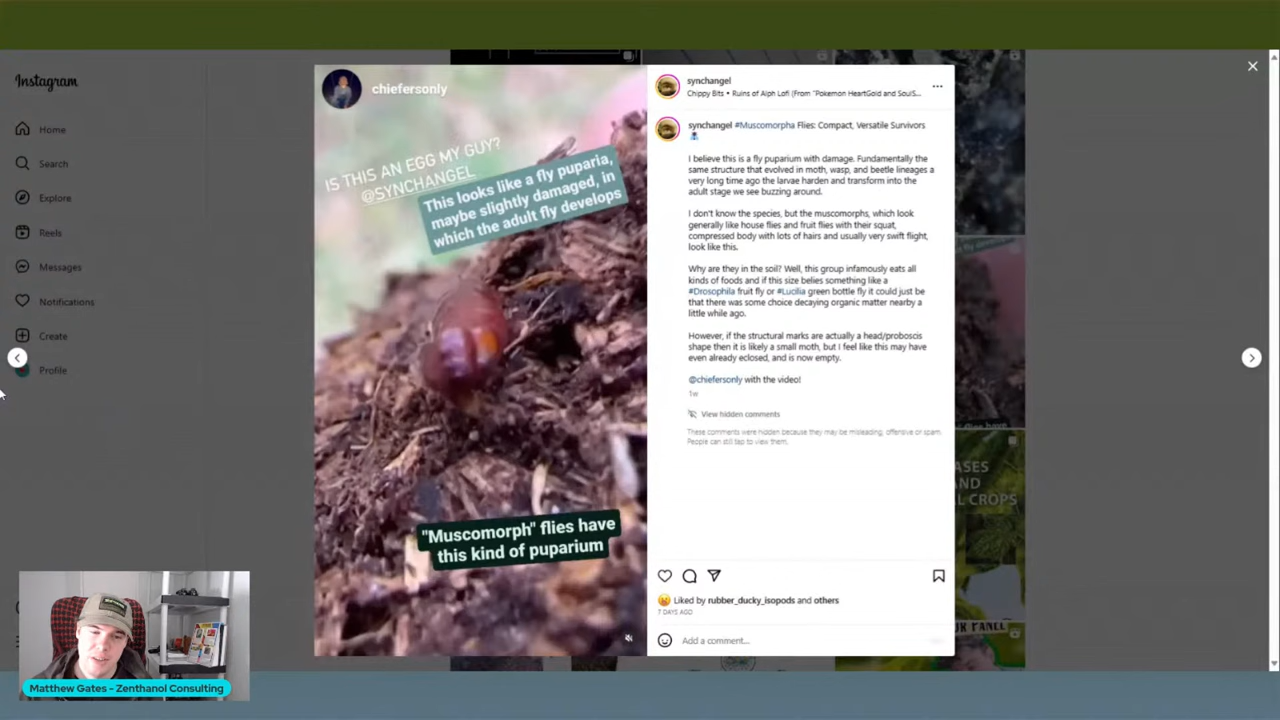 Instagram
Home
Search
Explore
Reels
Messages
Notifications
Create
Profile
chiefersonly
IS THIS AN EGG MY GUY?
@SYNCHANGEL
This looks like a fly puparia,
maybe slightly damaged, in
which the adult fly develops
"Muscomorph" flies have
this kind of puparium
synchangel
Chippy Bits • Ruins of Alph Lofi (From "Pokemon HeartGold and SoulS...
synchangel #Muscomorpha Flies: Compact, Versatile Survivors
I believe this is a fly puparium with damage. Fundamentally the
same structure that evolved in moth, wasp, and beetle lineages a
very long time ago the larvae harden and transform into the
adult stage we see buzzing around.
I don't know the species, but the muscomorphs, which look
generally like house flies and fruit flies with their squat,
compressed body with lots of hairs and usually very swift flight,
look like this.
Why are they in the soil? Well, this group infamously eats all
kinds of foods and if this size belies something like a
#Drosophila fruit fly or #Lucilia green bottle fly it could just be
that there was some choice decaying organic matter nearby a
little while ago.
However, if the structural marks are actually a head/proboscis
shape then it is likely a small moth, but I feel like this may have
even already eclosed, and is now empty.
@chiefersonly with the video!
1w
View hidden comments
These comments were hidden because they may be misleading, offensive or spam.
People can still tap to view them.
Liked by rubber_ducky_isopods and others
7 DAYS AGO
Add a comment...
ASES
ND
L CROPS
UR PANEL
Matthew Gates - Zenthanol Consulting